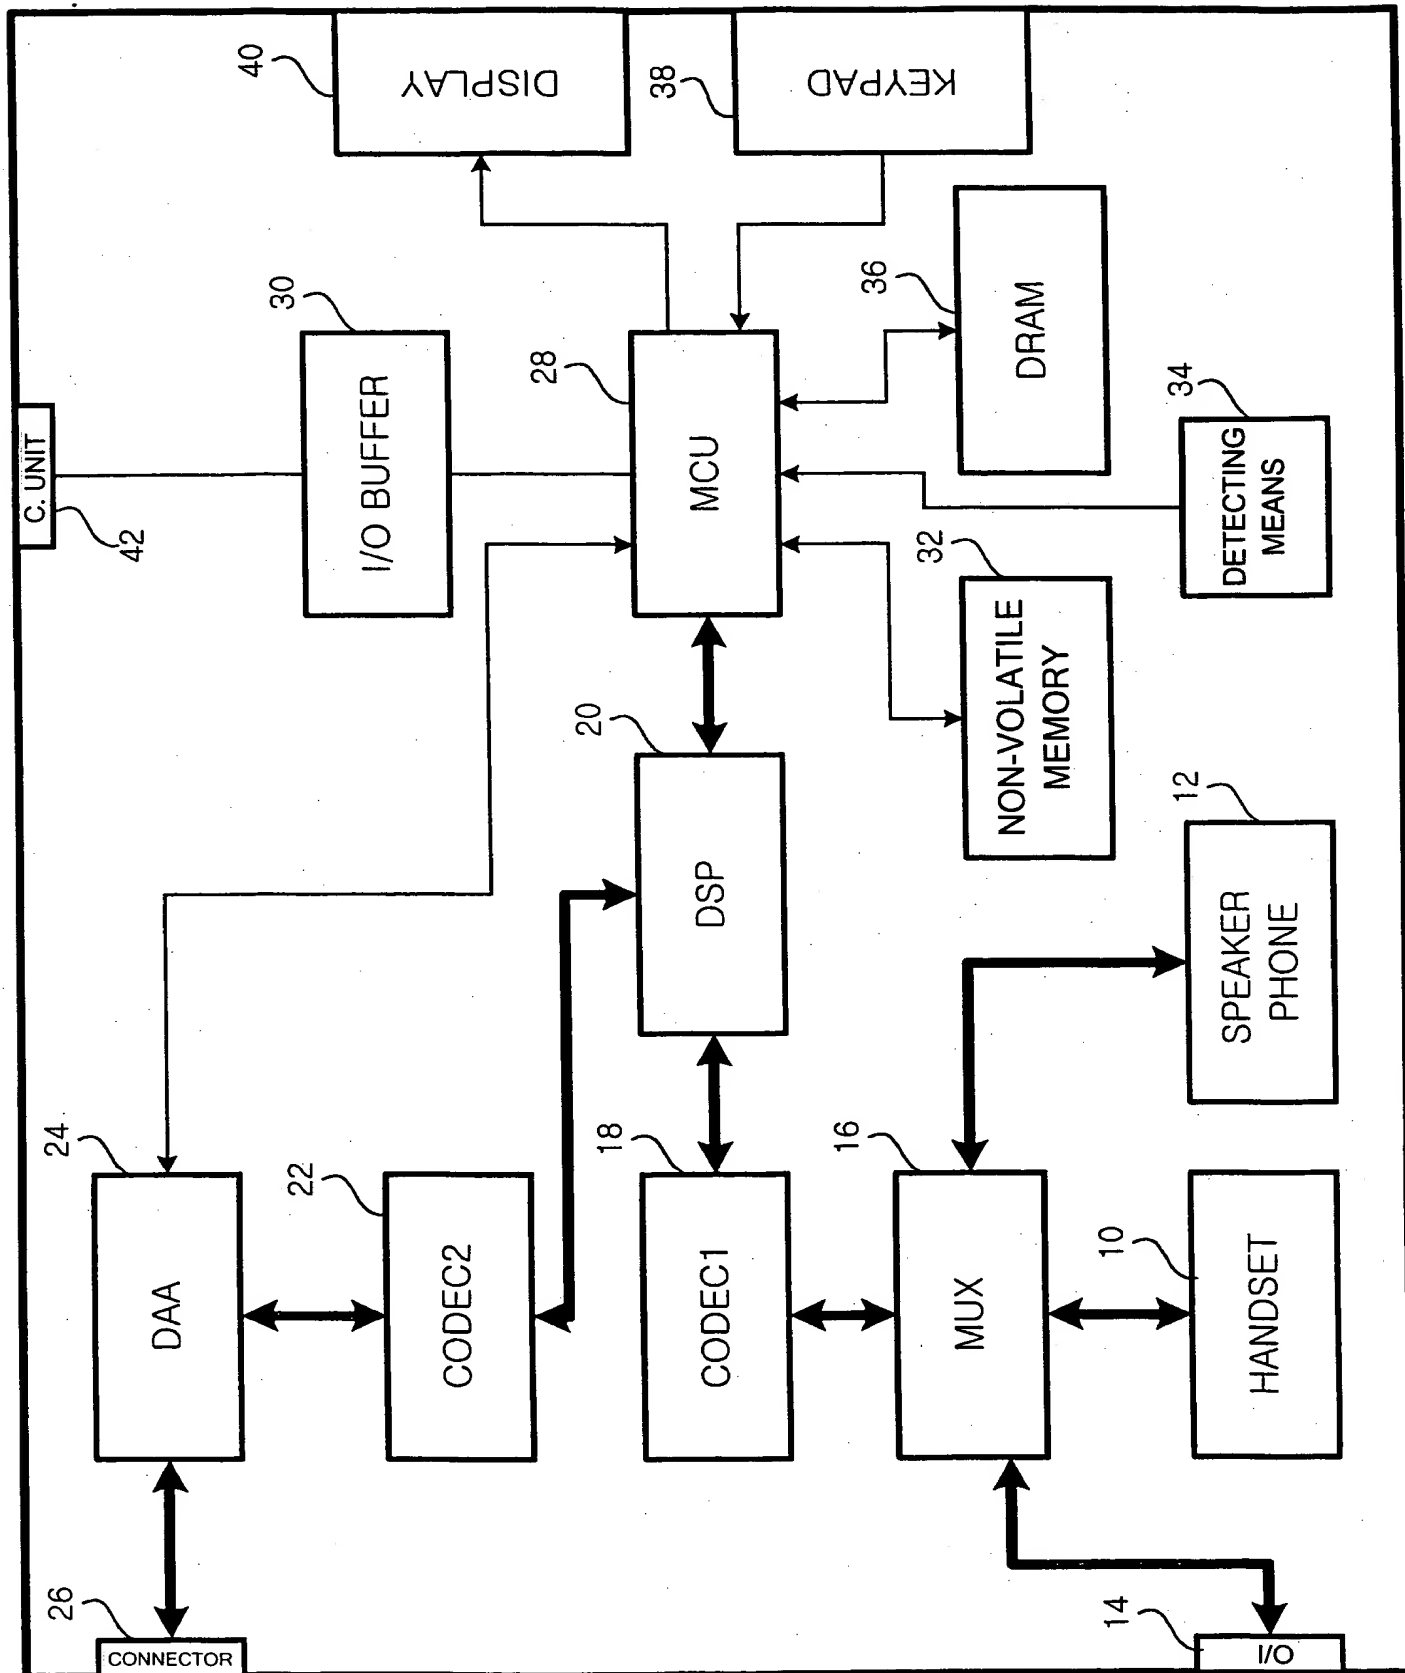 40
DISPLAY
38
KEYPAD
C. UNIT
42
30
I/O BUFFER
28
MCU
36
DRAM
34
DETECTING
MEANS
32
NON-VOLATILE
MEMORY
20
DSP
12
SPEAKER
PHONE
24
DAA
22
CODEC2
18
CODEC1
16
MUX
10
HANDSET
26
CONNECTOR
14
I/O